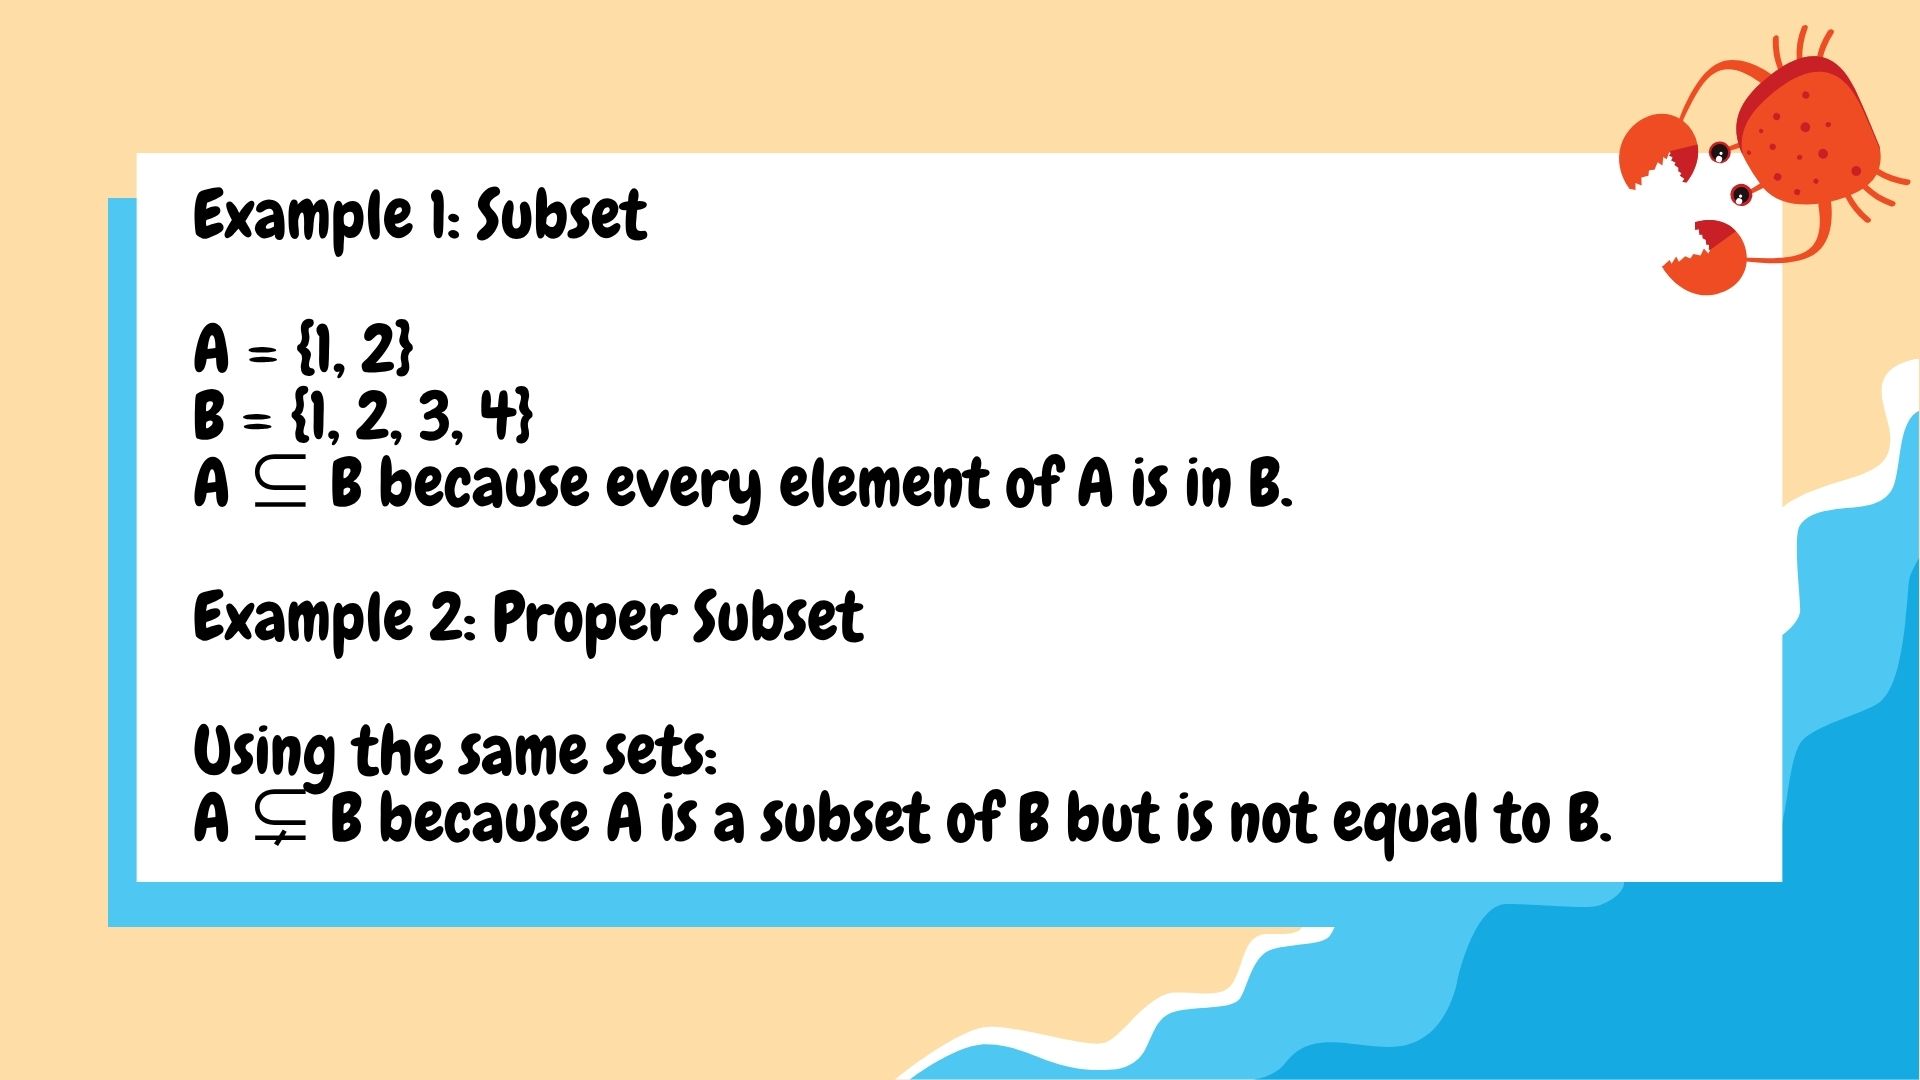 Example 1: Subset
A = {1, 2}
B = {1, 2, 3, 4}
A ⊆ B because every element of A is in B.
Example 2: Proper Subset
Using the same sets:
A ⊊ B because A is a subset of B but is not equal to B.